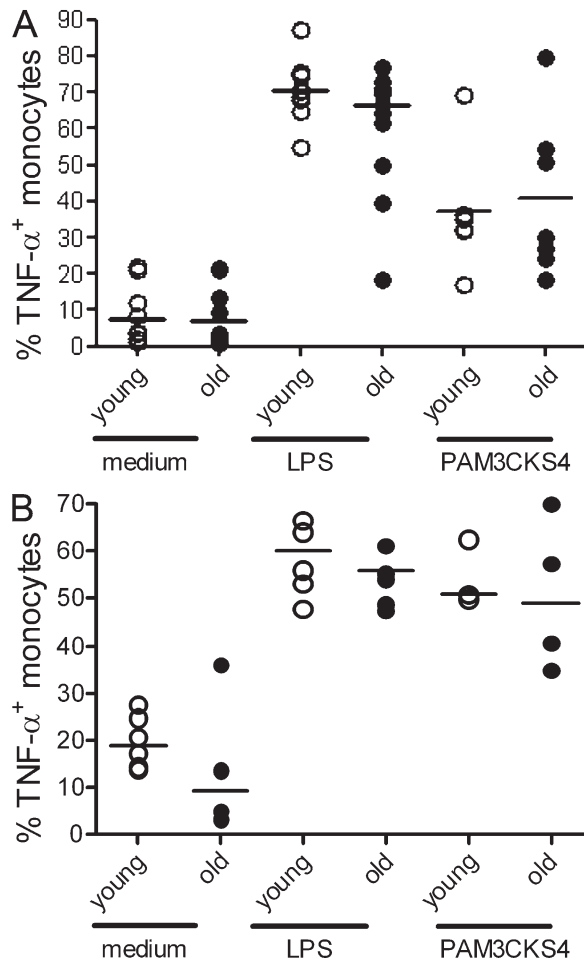 A
% TNF-α+ monocytes
90
80
70
60
50
40
30
20
10
0
young old young old young old
medium LPS PAM3CKS4
B
% TNF-α+ monocytes
70
60
50
40
30
20
10
0
young old young old young old
medium LPS PAM3CKS4